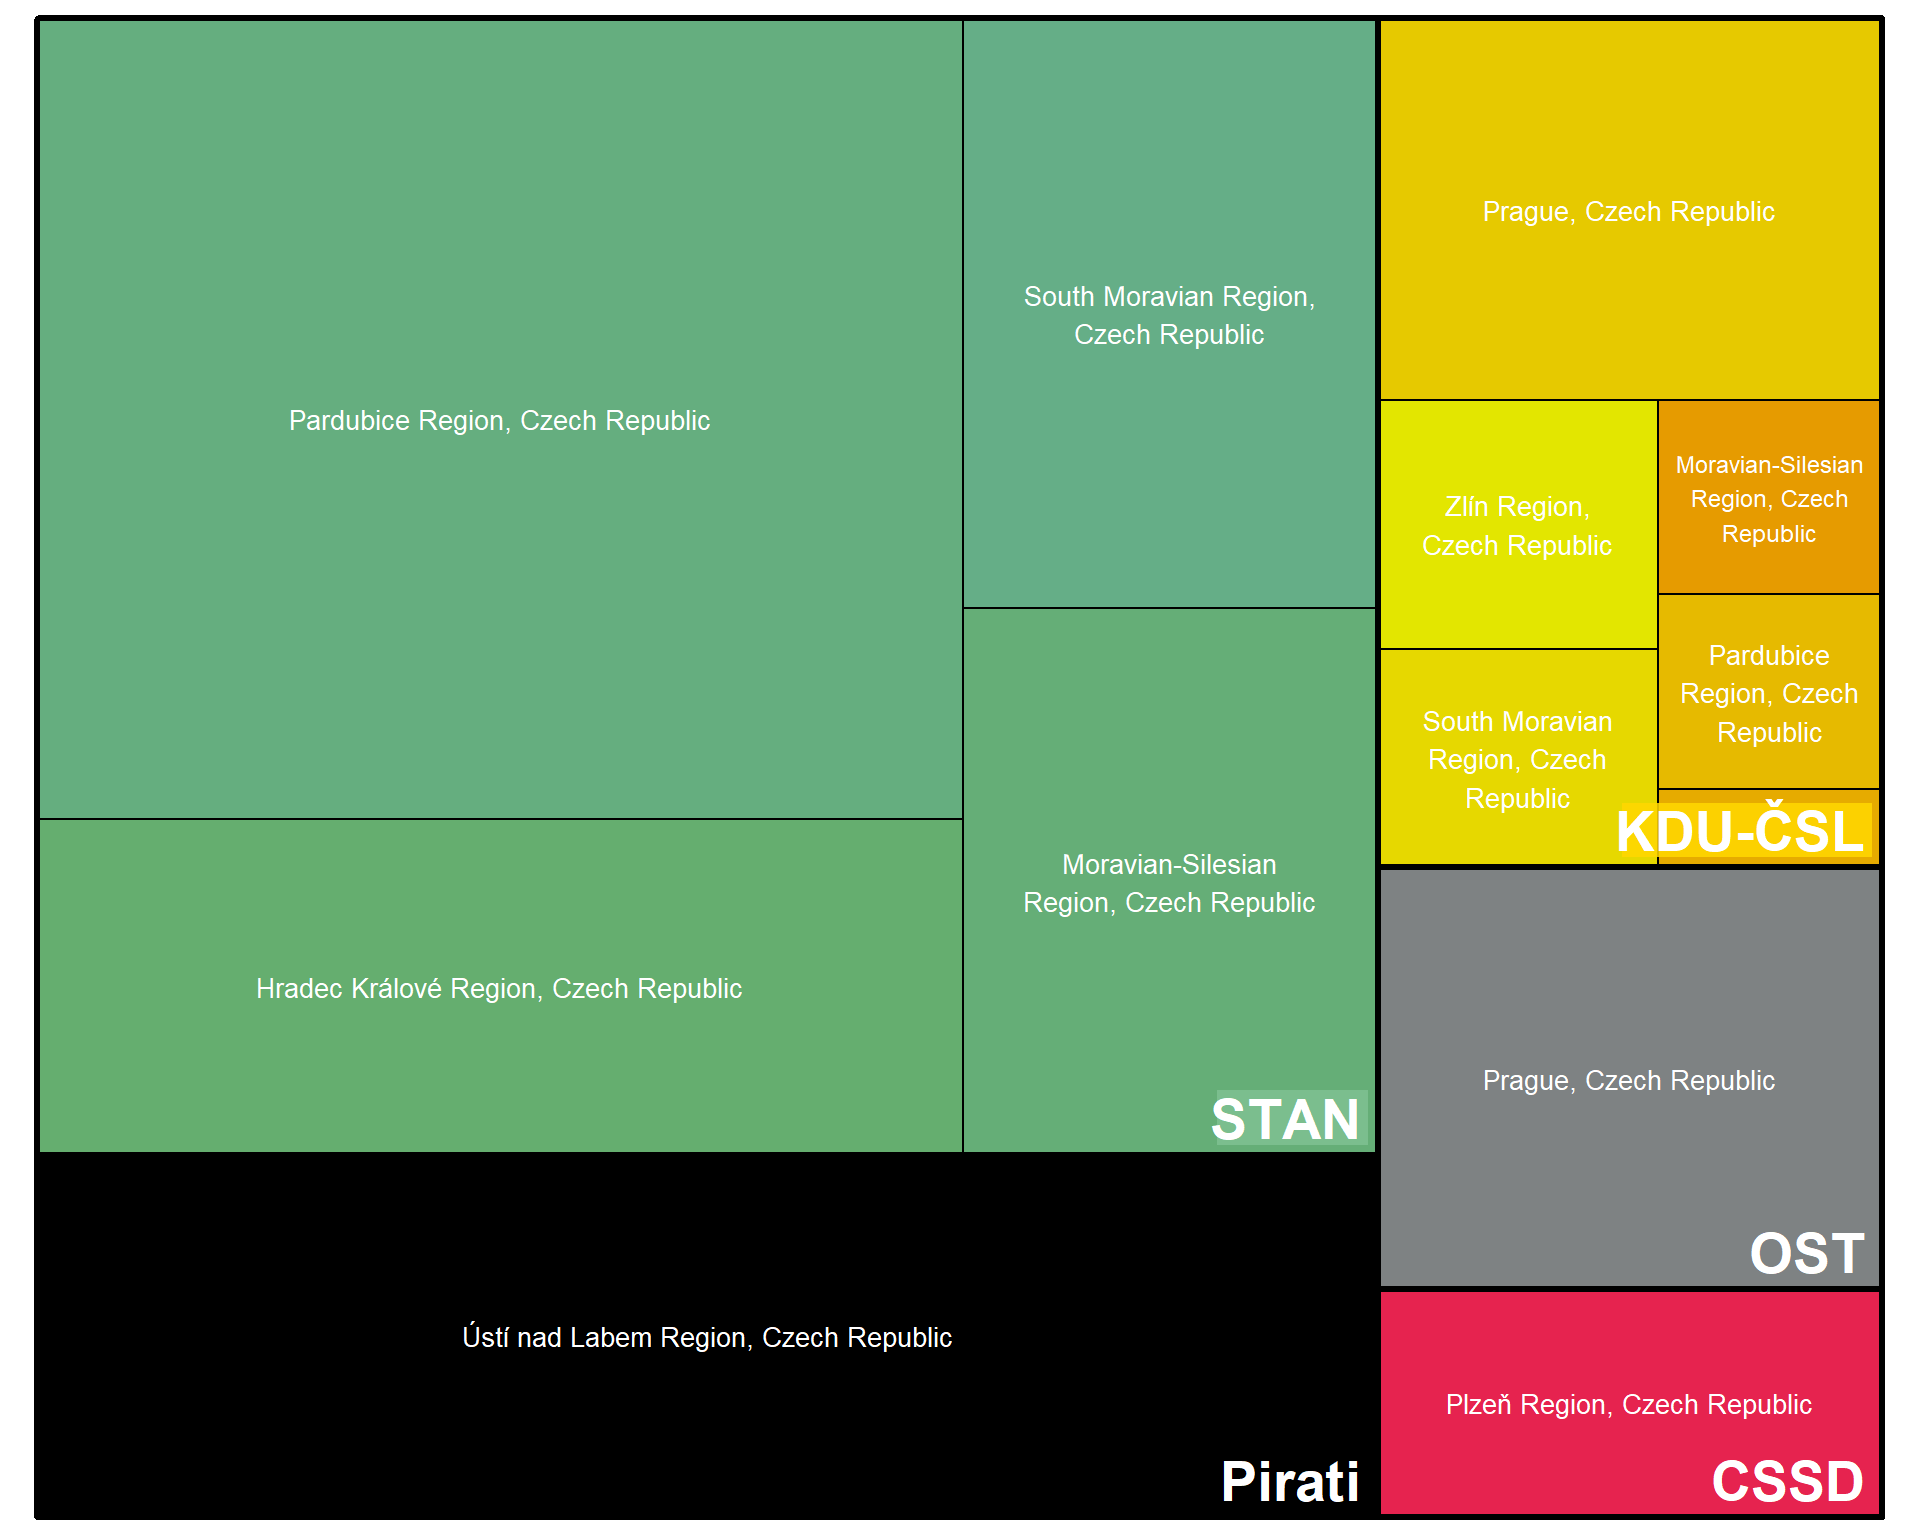 Pardubice Region, Czech Republic
Hradec Králové Region, Czech Republic
South Moravian Region,
Czech Republic
Moravian-Silesian
Region, Czech Republic
STAN
Ústí nad Labem Region, Czech Republic
Pirati
Prague, Czech Republic
Zlín Region,
Czech Republic
South Moravian
Region, Czech
Republic
Moravian-Silesian
Region, Czech
Republic
Pardubice
Region, Czech
Republic
KDU-ČSL
Prague, Czech Republic
OST
Plzeň Region, Czech Republic
CSSD